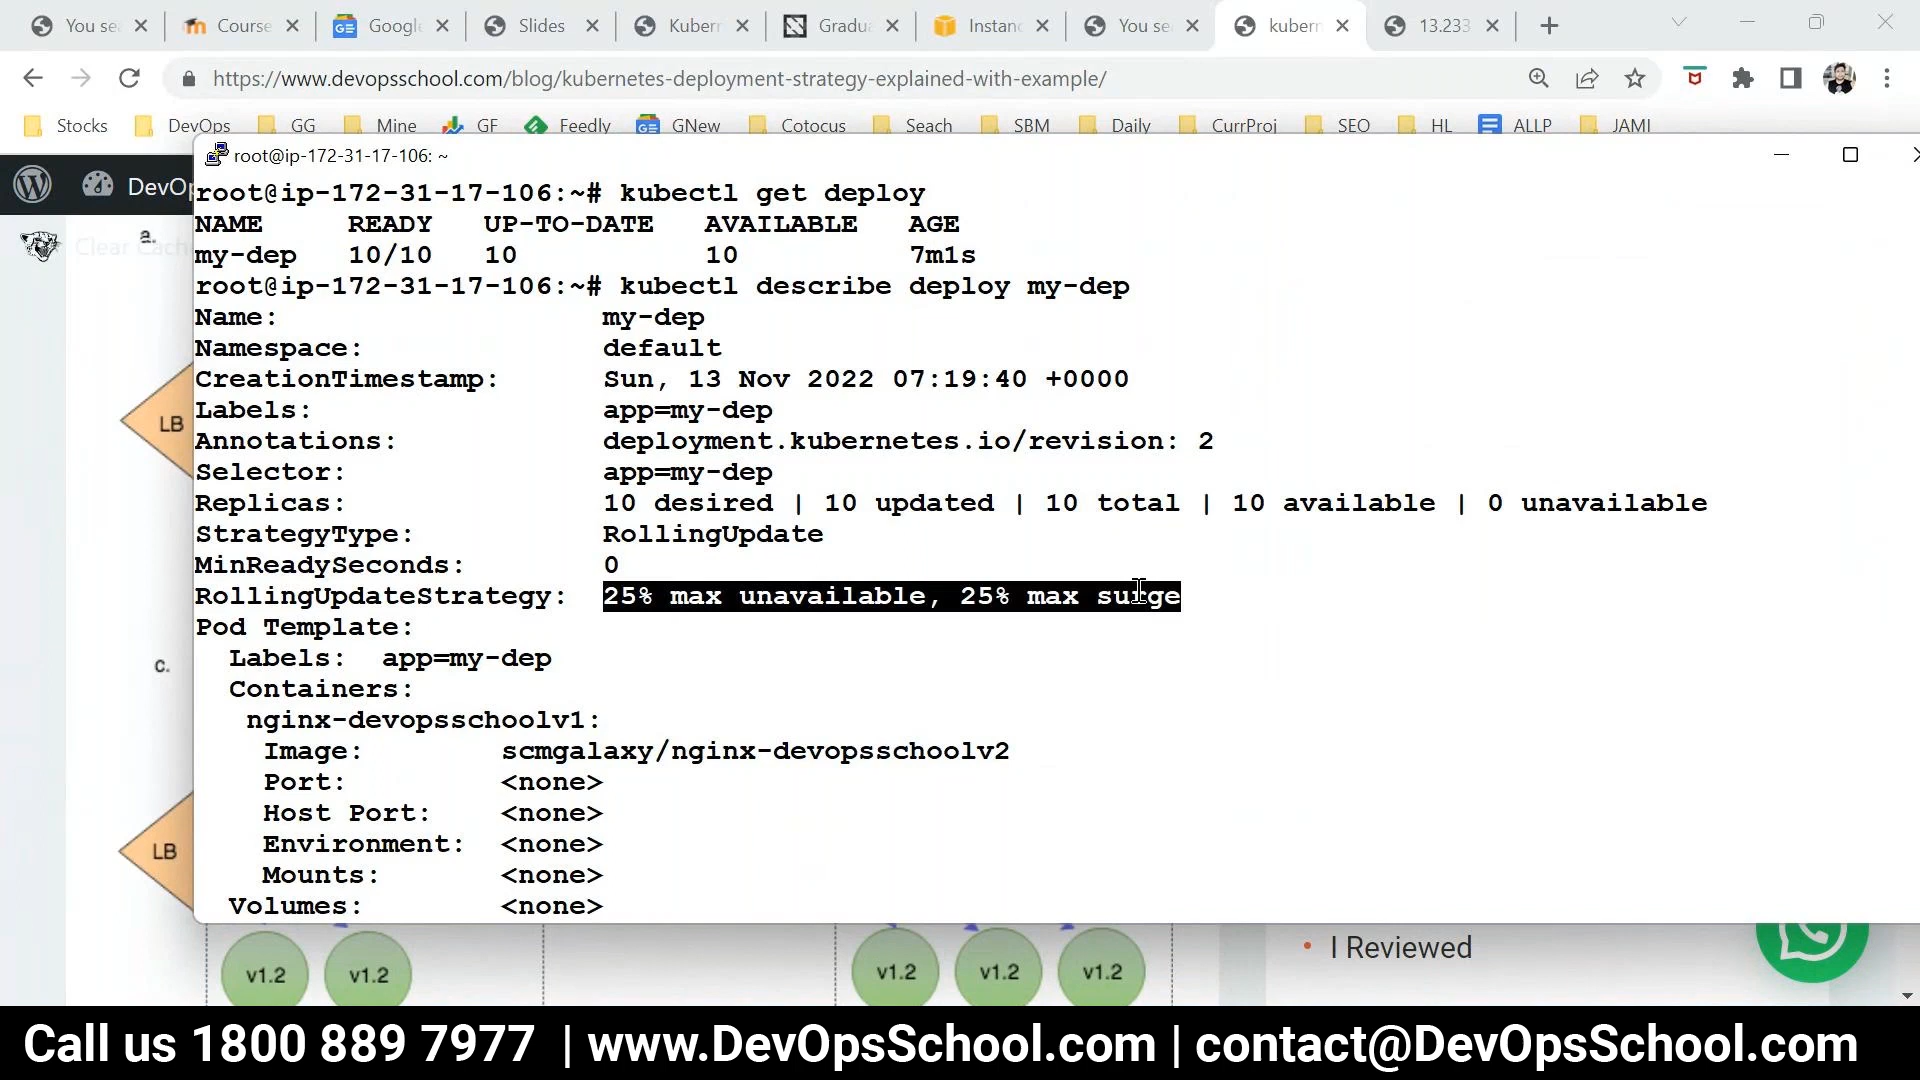 You se
Course
Google
Slides
Kubern
Gradua
Instanc
You se
kubern
13.233
https://www.devopsschool.com/blog/kubernetes-deployment-strategy-explained-with-example/
Stocks
DevOps
GG
Mine
GF
Feedly
GNew
Cotocus
Seach
SBM
Daily
CurrProj
SEO
HL
ALLP
JAMI
DevOp
Clear Cach
a.
LB
c.
LB
root@ip-172-31-17-106: ~
root@ip-172-31-17-106:~# kubectl get deploy
NAME READY UP-TO-DATE AVAILABLE AGE
my-dep 10/10 10 10 7m1s
root@ip-172-31-17-106:~# kubectl describe deploy my-dep
Name: my-dep
Namespace: default
CreationTimestamp: Sun, 13 Nov 2022 07:19:40 +0000
Labels: app=my-dep
Annotations: deployment.kubernetes.io/revision: 2
Selector: app=my-dep
Replicas: 10 desired | 10 updated | 10 total | 10 available | 0 unavailable
StrategyType: RollingUpdate
MinReadySeconds: 0
RollingUpdateStrategy: 25% max unavailable, 25% max surge
Pod Template:
Labels: app=my-dep
Containers:
nginx-devopsschoolv1:
Image: scmgalaxy/nginx-devopsschoolv2
Port: <none>
Host Port: <none>
Environment: <none>
Mounts: <none>
Volumes: <none>
v1.2
v1.2
v1.2
v1.2
v1.2
I Reviewed
Call us 1800 889 7977 | www.DevOpsSchool.com | contact@DevOpsSchool.com